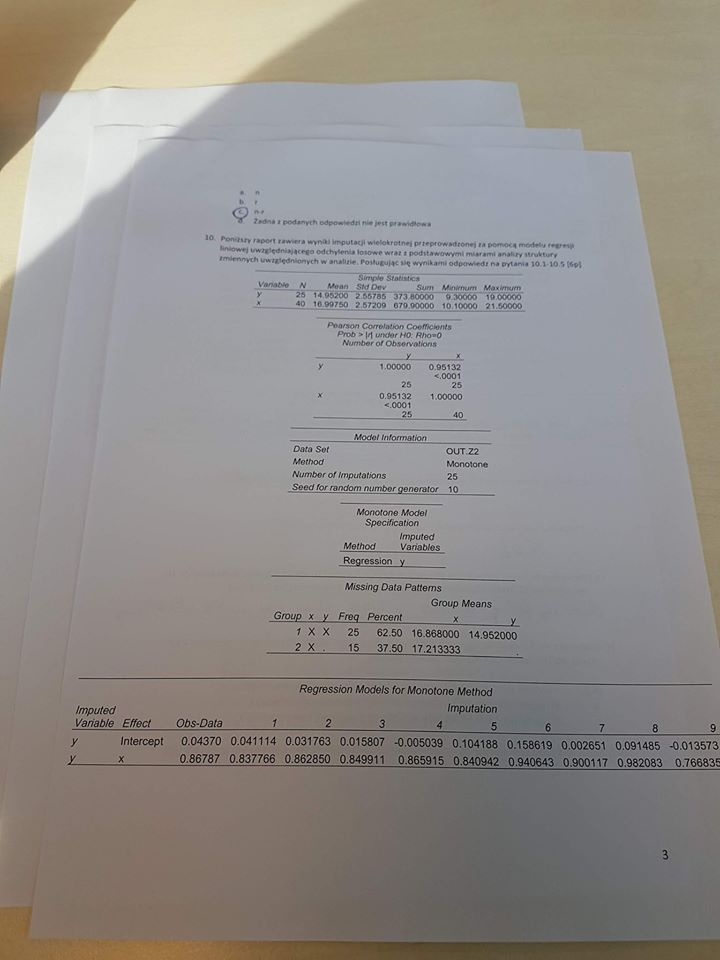 a. n
b. r
c. n-r
d. Żadna z podanych odpowiedzi nie jest prawidłowa
10. Poniższy raport zawiera wyniki imputacji wielokrotnej przeprowadzonej za pomocą modelu regresji
liniowej uwzględniającego odchylenia losowe wraz z podstawowymi miarami analizy struktury
zmiennych uwzględnionych w analizie. Posługując się wynikami odpowiedz na pytania 10.1-10.5 [6p]
Simple Statistics
Variable N Mean Std Dev Sum Minimum Maximum
y 25 14.95200 2.55785 373.80000 9.30000 19.00000
x 40 16.99750 2.57209 679.90000 10.10000 21.50000
Pearson Correlation Coefficients
Prob > |r| under H0: Rho=0
Number of Observations
y x
y 1.00000 0.95132
<.0001
25 25
x 0.95132 1.00000
<.0001
25 40
Model Information
Data Set OUT.Z2
Method Monotone
Number of Imputations 25
Seed for random number generator 10
Monotone Model
Specification
Imputed
Method Variables
Regression y
Missing Data Patterns
Group Means
Group x y Freq Percent x y
1 X X 25 62.50 16.868000 14.952000
2 X . 15 37.50 17.213333 .
Regression Models for Monotone Method
Imputed Imputation
Variable Effect Obs-Data 1 2 3 4 5 6 7 8 9
y Intercept 0.04370 0.041114 0.031763 0.015807 -0.005039 0.104188 0.158619 0.002651 0.091485 -0.013573
y x 0.86787 0.837766 0.862850 0.849911 0.865915 0.840942 0.940643 0.900117 0.982083 0.766835
3